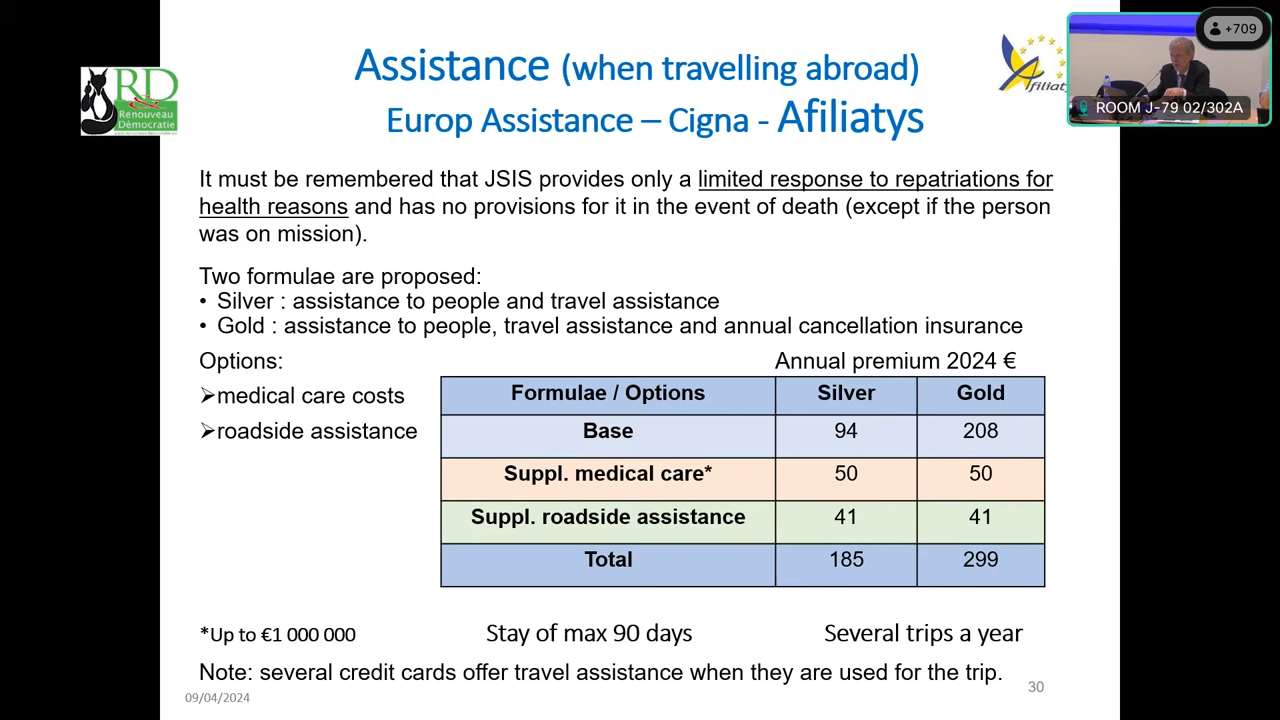 Assistance (when travelling abroad)
Europ Assistance – Cigna - Afiliatys
RD
Renouveau
Démocratie
+709
ROOM J-79 02/302A
It must be remembered that JSIS provides only a limited response to repatriations for
health reasons and has no provisions for it in the event of death (except if the person
was on mission).
Two formulae are proposed:
• Silver : assistance to people and travel assistance
• Gold : assistance to people, travel assistance and annual cancellation insurance
Options:
➢medical care costs
➢roadside assistance
Annual premium 2024 €
Formulae / Options Silver Gold
Base 94 208
Suppl. medical care* 50 50
Suppl. roadside assistance 41 41
Total 185 299
*Up to €1 000 000 Stay of max 90 days Several trips a year
Note: several credit cards offer travel assistance when they are used for the trip.
09/04/2024
30